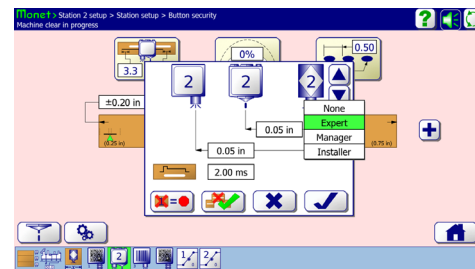 Monet > Station 2 setup > Station setup > Button security
Machine clear in progress
?
0%
0.50
3.3
2
2
2
±0.20 in
None
Expert
Manager
Installer
0.05 in
0.05 in
(0.25 in)
(0.75 in)
2.00 ms
2
1
2